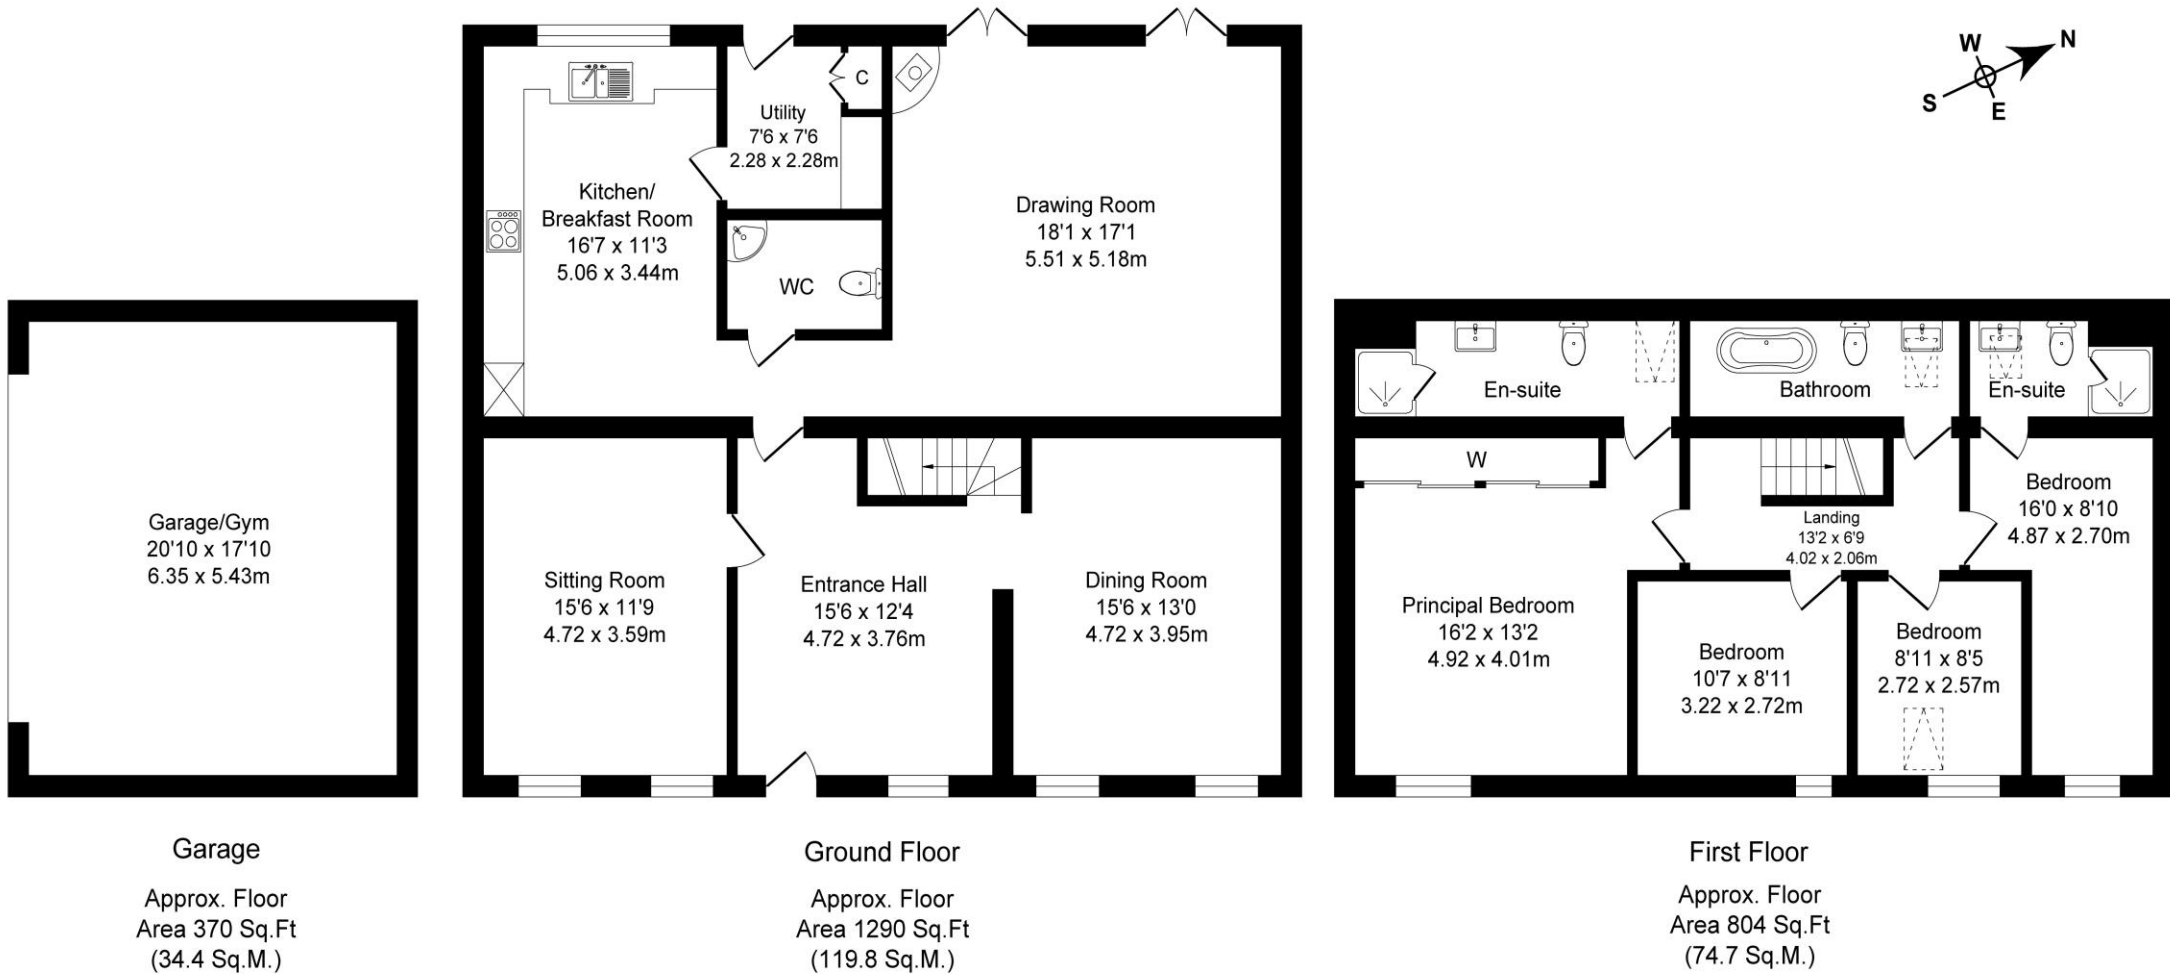 W
N
S
E
C
Utility
7'6 x 7'6
2.28 x 2.28m
Kitchen/
Breakfast Room
16'7 x 11'3
5.06 x 3.44m
WC
Drawing Room
18'1 x 17'1
5.51 x 5.18m
Garage/Gym
20'10 x 17'10
6.35 x 5.43m
Sitting Room
15'6 x 11'9
4.72 x 3.59m
Entrance Hall
15'6 x 12'4
4.72 x 3.76m
Dining Room
15'6 x 13'0
4.72 x 3.95m
En-suite
Bathroom
En-suite
W
Landing
13'2 x 6'9
4.02 x 2.06m
Bedroom
16'0 x 8'10
4.87 x 2.70m
Principal Bedroom
16'2 x 13'2
4.92 x 4.01m
Bedroom
10'7 x 8'11
3.22 x 2.72m
Bedroom
8'11 x 8'5
2.72 x 2.57m
Garage
Approx. Floor
Area 370 Sq.Ft
(34.4 Sq.M.)
Ground Floor
Approx. Floor
Area 1290 Sq.Ft
(119.8 Sq.M.)
First Floor
Approx. Floor
Area 804 Sq.Ft
(74.7 Sq.M.)